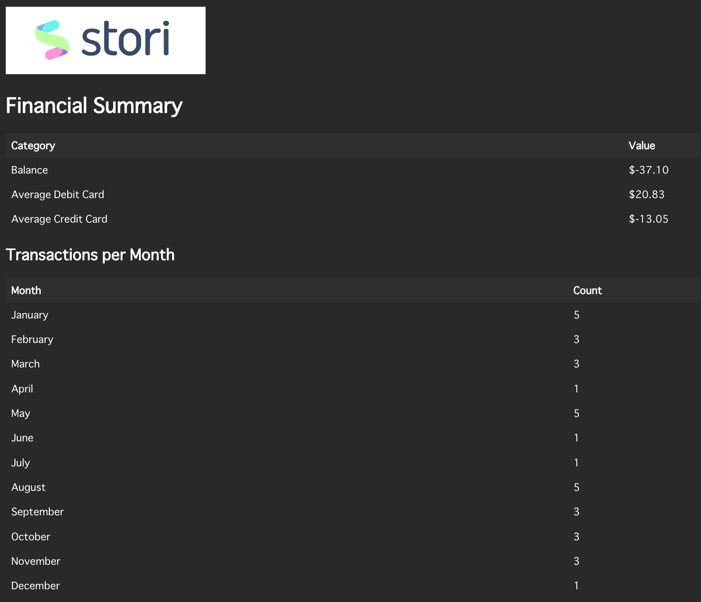 stori
Financial Summary
Category Value
Balance $-37.10
Average Debit Card $20.83
Average Credit Card $-13.05
Transactions per Month
Month Count
January 5
February 3
March 3
April 1
May 5
June 1
July 1
August 5
September 3
October 3
November 3
December 1